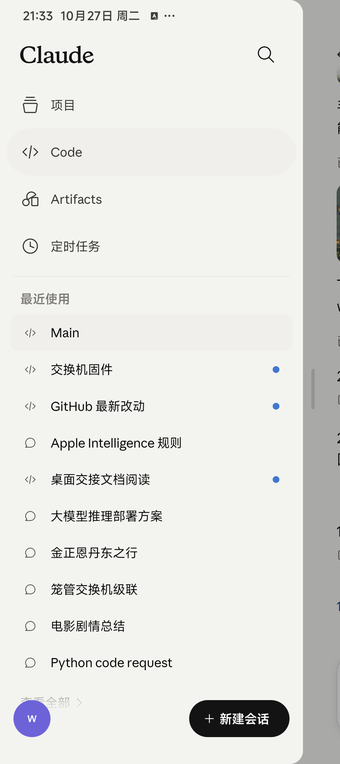 21:33 10月27日 周二 A ···
Claude
项目
</> Code
Artifacts
定时任务
最近使用
</> Main
</> 交换机固件
</> GitHub 最新改动
Apple Intelligence 规则
</> 桌面交接文档阅读
大模型推理部署方案
金正恩丹东之行
笼管交换机级联
电影剧情总结
Python code request
查看全部 >
W
+ 新建会话